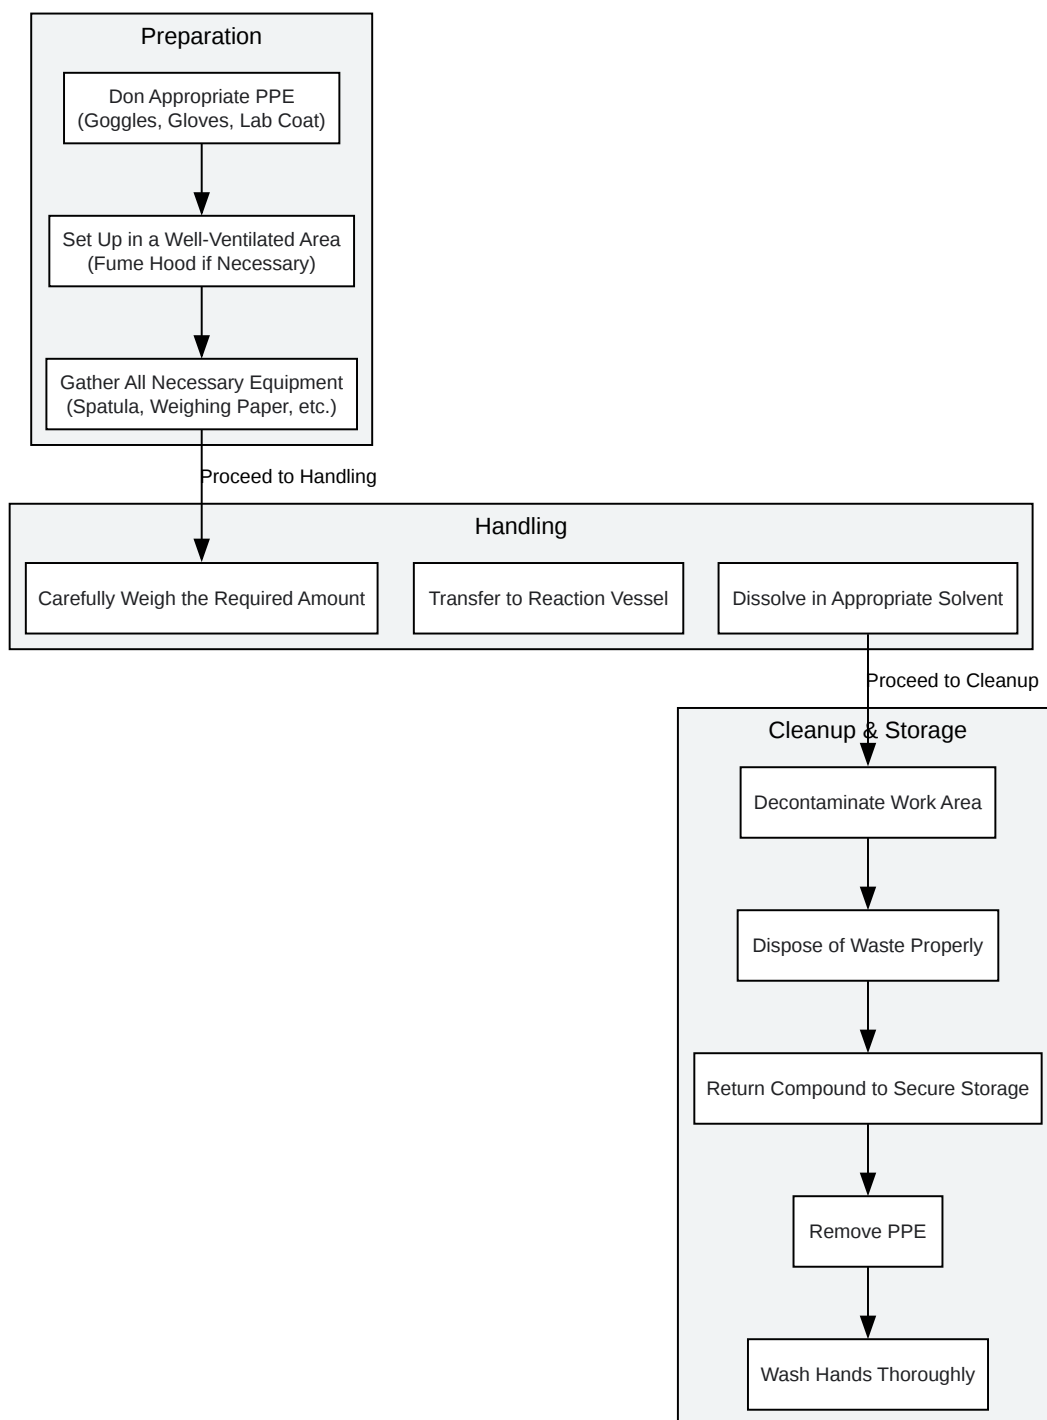 Preparation
Don Appropriate PPE
(Goggles, Gloves, Lab Coat)
Set Up in a Well-Ventilated Area
(Fume Hood if Necessary)
Gather All Necessary Equipment
(Spatula, Weighing Paper, etc.)
Proceed to Handling
Handling
Carefully Weigh the Required Amount
Transfer to Reaction Vessel
Dissolve in Appropriate Solvent
Proceed to Cleanup
Cleanup & Storage
Decontaminate Work Area
Dispose of Waste Properly
Return Compound to Secure Storage
Remove PPE
Wash Hands Thoroughly